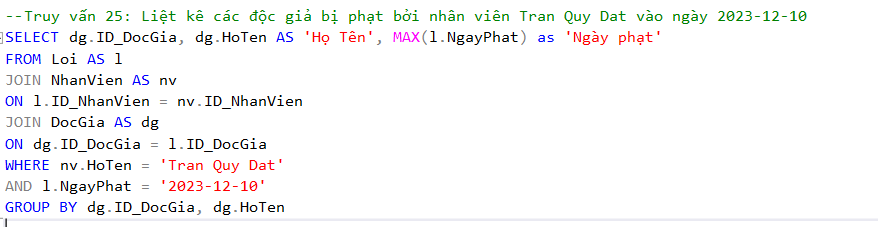 --Truy vấn 25: Liệt kê các độc giả bị phạt bởi nhân viên Tran Quy Dat vào ngày 2023-12-10
SELECT dg.ID_DocGia, dg.HoTen AS 'Họ Tên', MAX(l.NgayPhat) as 'Ngày phạt'
FROM Loi AS l
JOIN NhanVien AS nv
ON l.ID_NhanVien = nv.ID_NhanVien
JOIN DocGia AS dg
ON dg.ID_DocGia = l.ID_DocGia
WHERE nv.HoTen = 'Tran Quy Dat'
AND l.NgayPhat = '2023-12-10'
GROUP BY dg.ID_DocGia, dg.HoTen